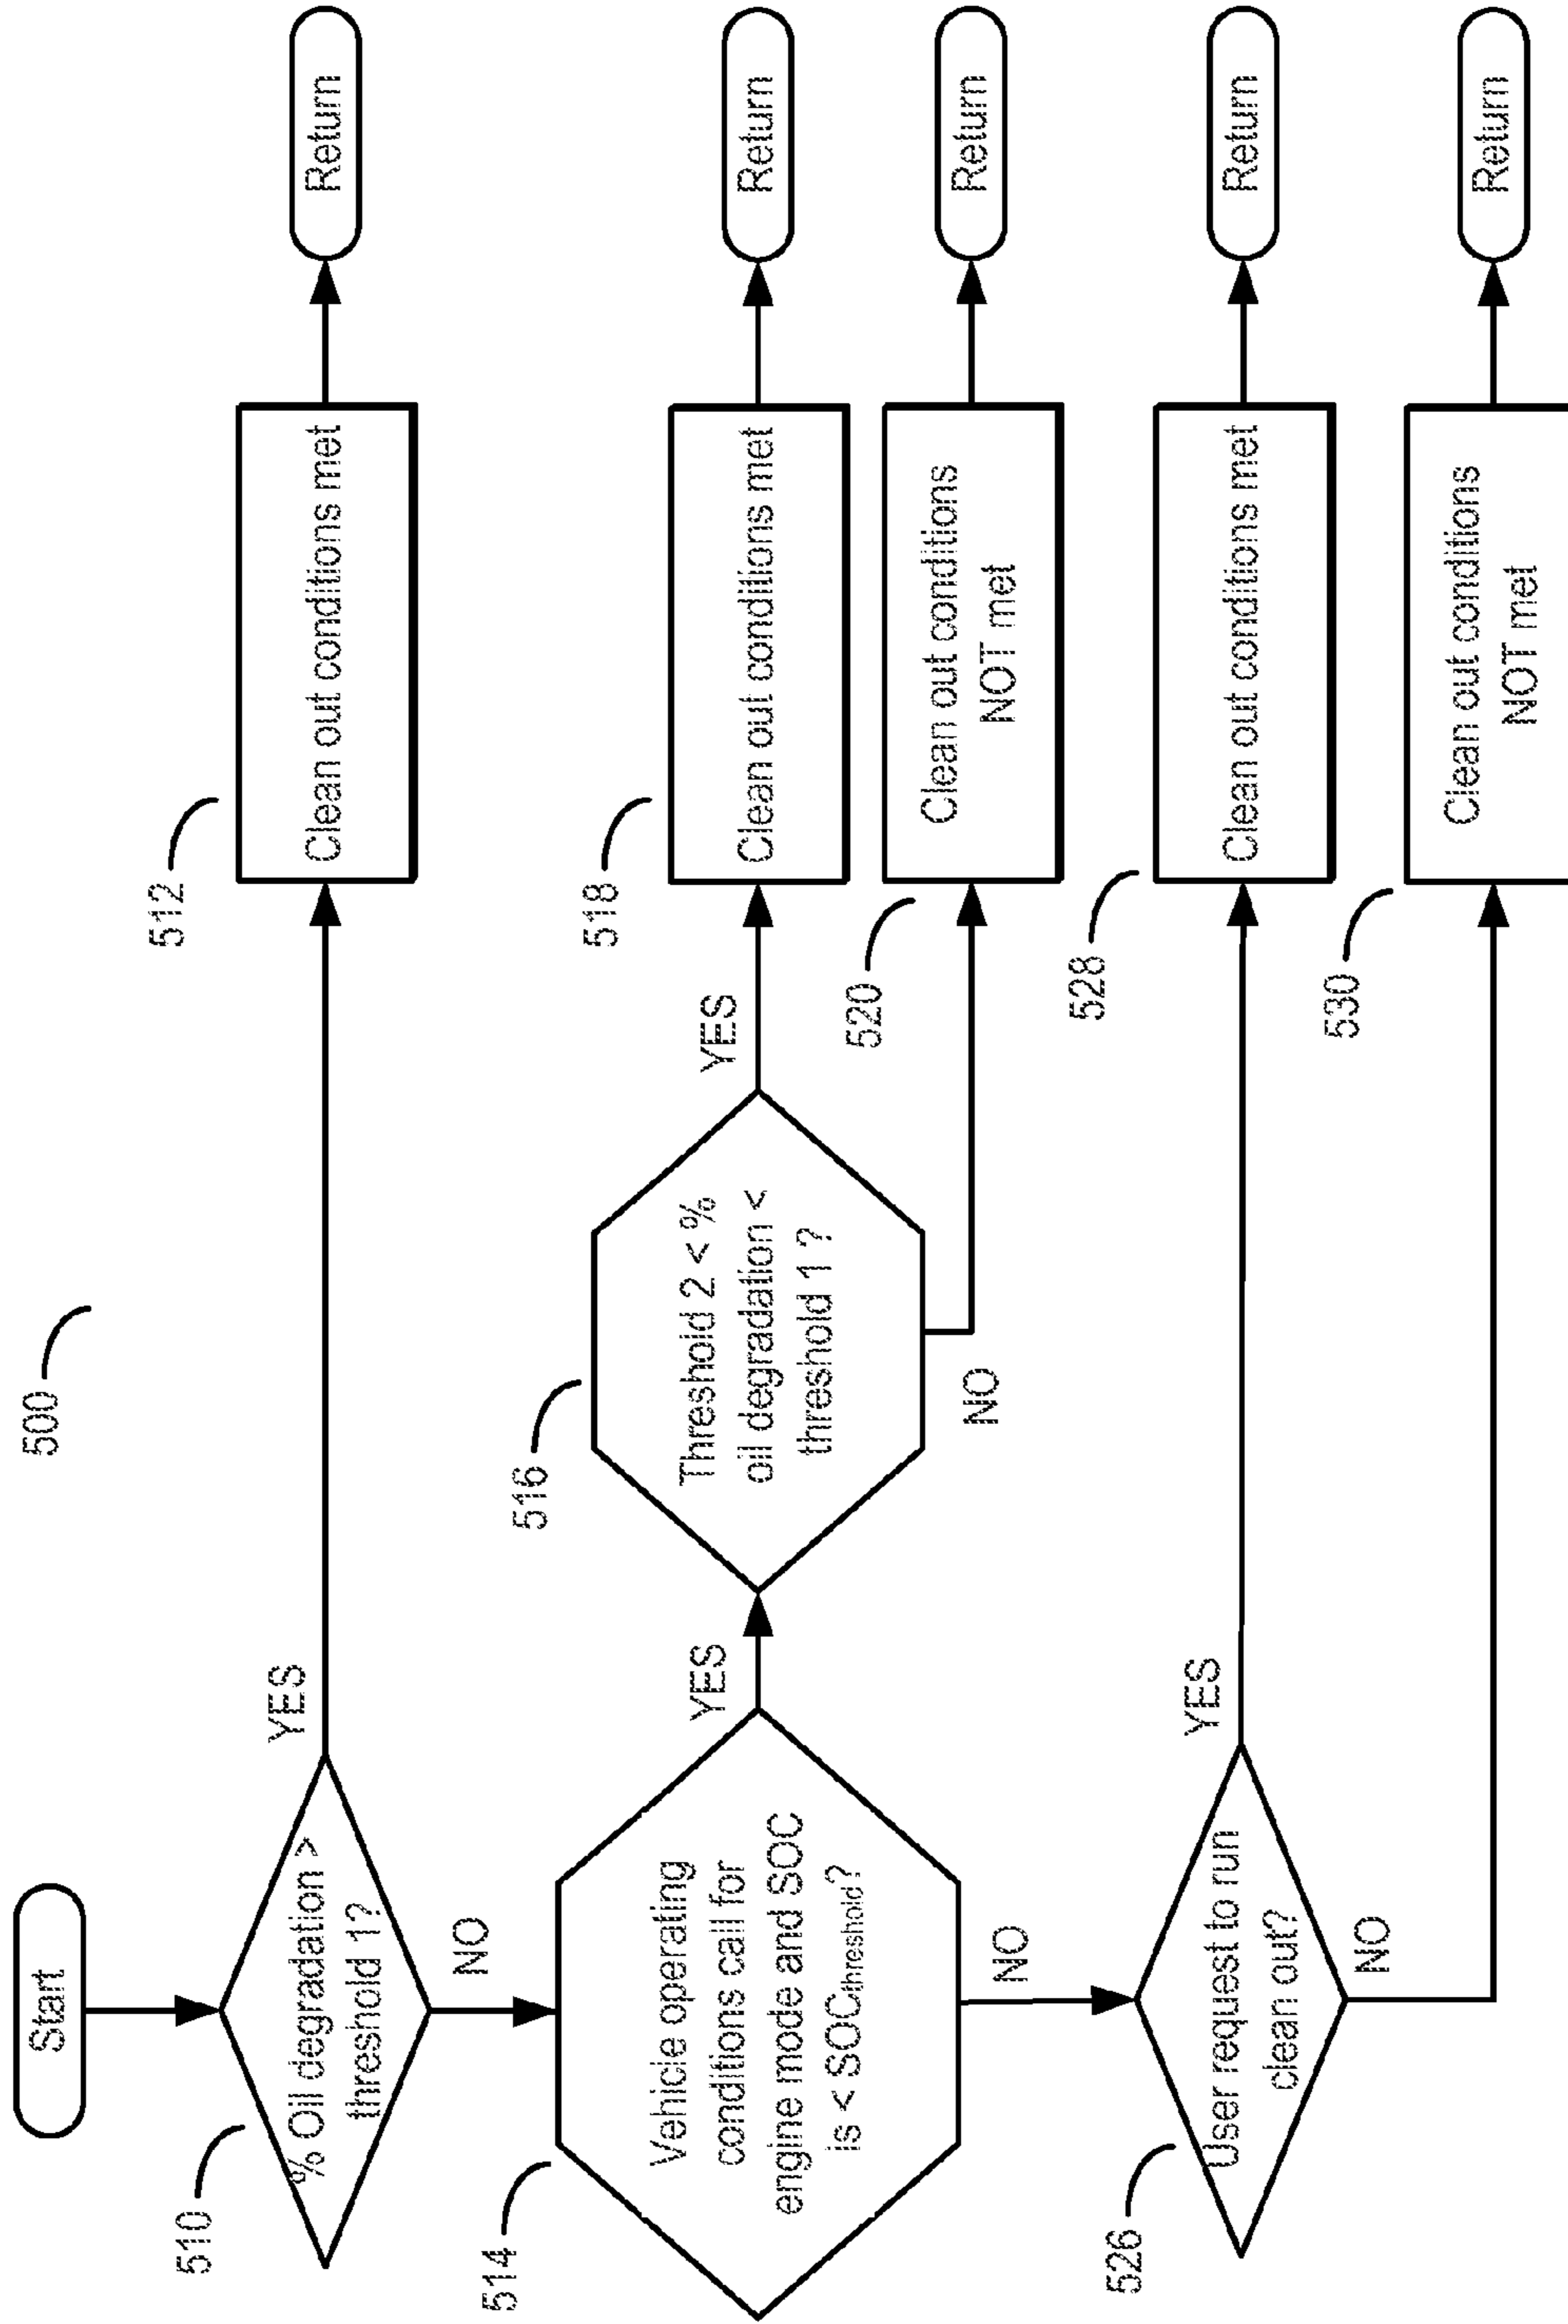 500
Start
510
% Oil degradation >
threshold 1?
YES
512
Clean out conditions met
Return
NO
514
Vehicle operating
conditions call for
engine mode and SOC
is < SOCthreshold?
YES
516
Threshold 2 < %
oil degradation <
threshold 1 ?
YES
518
Clean out conditions met
Return
NO
520
Clean out conditions
NOT met
Return
NO
526
User request to run
clean out?
YES
528
Clean out conditions met
Return
NO
530
Clean out conditions
NOT met
Return